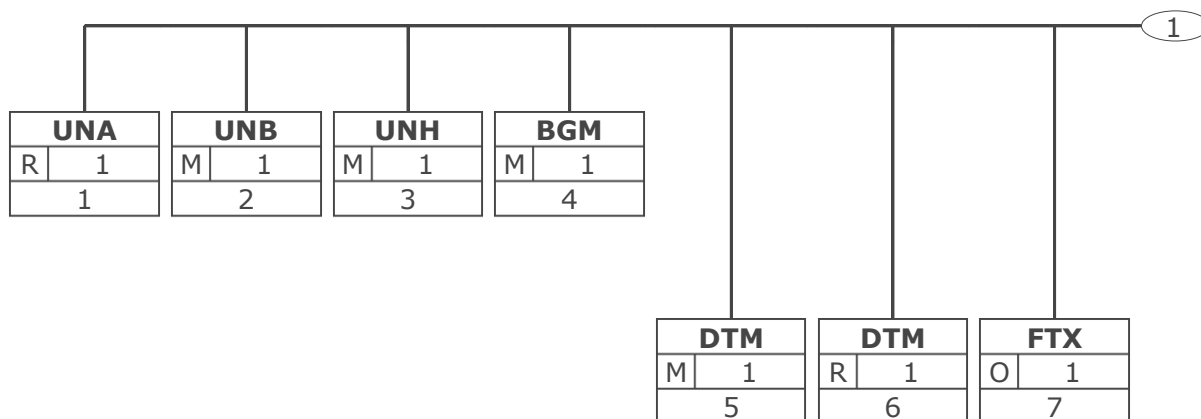 1
UNA UNB UNH BGM
R 1 M 1 M 1 M 1
1 2 3 4
DTM DTM FTX
M 1 R 1 O 1
5 6 7